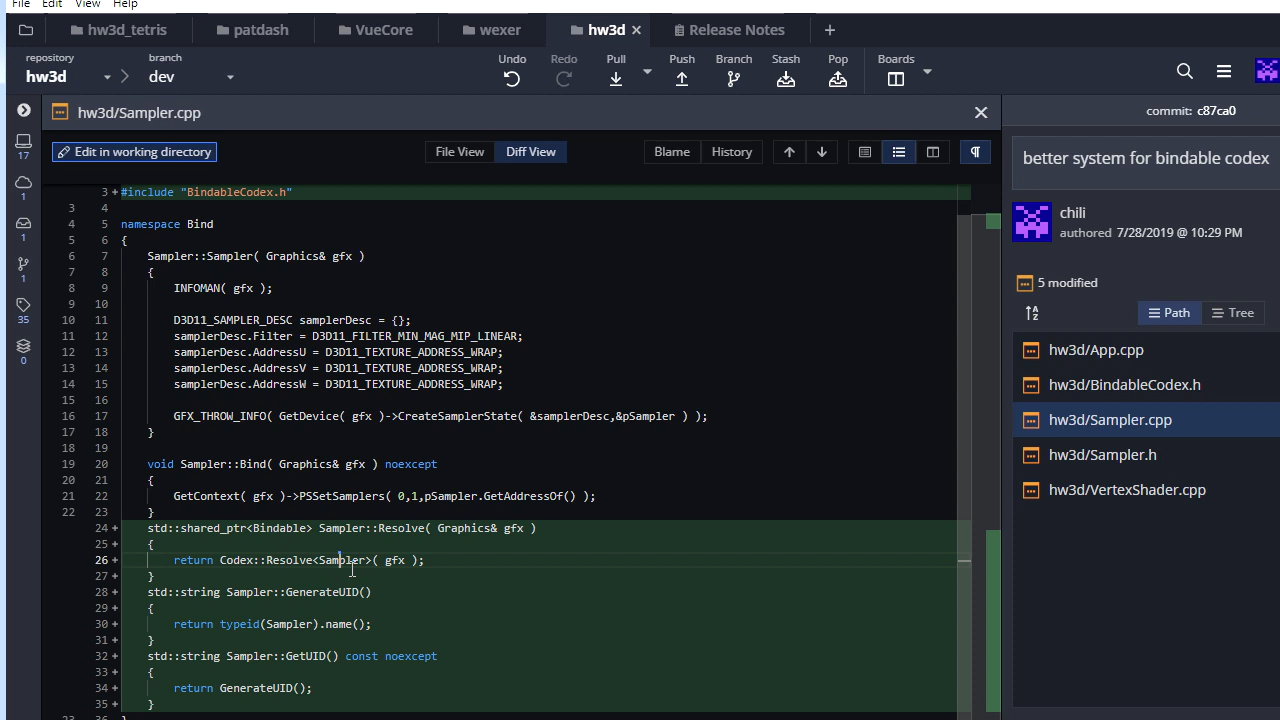 File Edit View Help
hw3d_tetris patdash VueCore wexer hw3d Release Notes
repository branch
hw3d dev
Undo Redo Pull Push Branch Stash Pop Boards
hw3d/Sampler.cpp
commit: c87ca0
Edit in working directory File View Diff View Blame History
better system for bindable codex
chili
authored 7/28/2019 @ 10:29 PM
5 modified
Path Tree
hw3d/App.cpp
hw3d/BindableCodex.h
hw3d/Sampler.cpp
hw3d/Sampler.h
hw3d/VertexShader.cpp
17
1
1
1
35
0
3 + #include "BindableCodex.h"
3 4
4 5 namespace Bind
5 6 {
6 7 Sampler::Sampler( Graphics& gfx )
7 8 {
8 9 INFOMAN( gfx );
9 10
10 11 D3D11_SAMPLER_DESC samplerDesc = {};
11 12 samplerDesc.Filter = D3D11_FILTER_MIN_MAG_MIP_LINEAR;
12 13 samplerDesc.AddressU = D3D11_TEXTURE_ADDRESS_WRAP;
13 14 samplerDesc.AddressV = D3D11_TEXTURE_ADDRESS_WRAP;
14 15 samplerDesc.AddressW = D3D11_TEXTURE_ADDRESS_WRAP;
15 16
16 17 GFX_THROW_INFO( GetDevice( gfx )->CreateSamplerState( &samplerDesc,&pSampler ) );
17 18 }
18 19
19 20 void Sampler::Bind( Graphics& gfx ) noexcept
20 21 {
21 22 GetContext( gfx )->PSSetSamplers( 0,1,pSampler.GetAddressOf() );
22 23 }
24 + std::shared_ptr<Bindable> Sampler::Resolve( Graphics& gfx )
25 + {
26 + return Codex::Resolve<Sampler>( gfx );
27 + }
28 + std::string Sampler::GenerateUID()
29 + {
30 + return typeid(Sampler).name();
31 + }
32 + std::string Sampler::GetUID() const noexcept
33 + {
34 + return GenerateUID();
35 + }
23 36 }